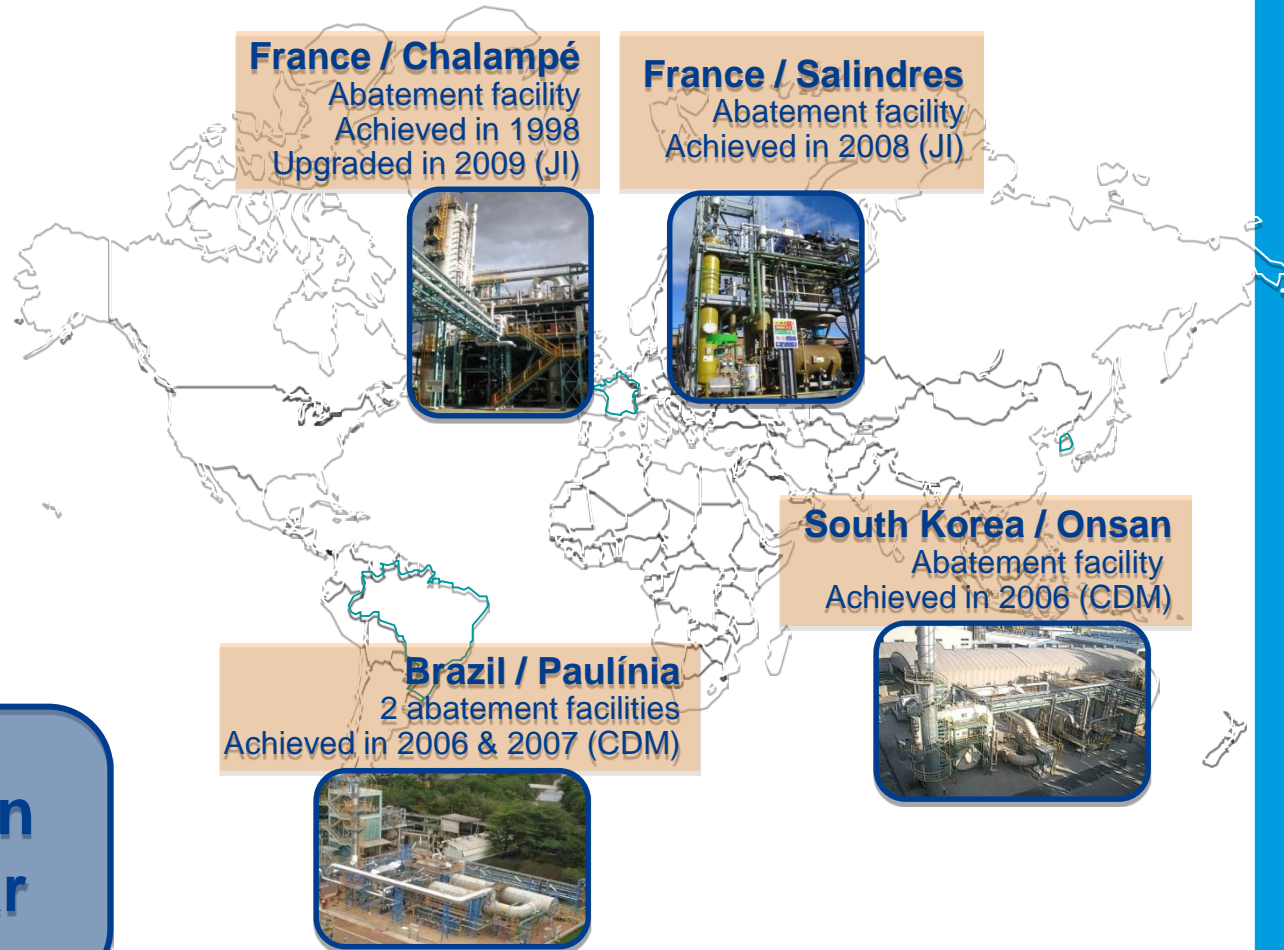 France / Chalampé
Abatement facility
Achieved in 1998
Upgraded in 2009 (JI)
France / Salindres
Abatement facility
Achieved in 2008 (JI)
South Korea / Onsan
Abatement facility
Achieved in 2006 (CDM)
Brazil / Paulínia
2 abatement facilities
Achieved in 2006 & 2007 (CDM)